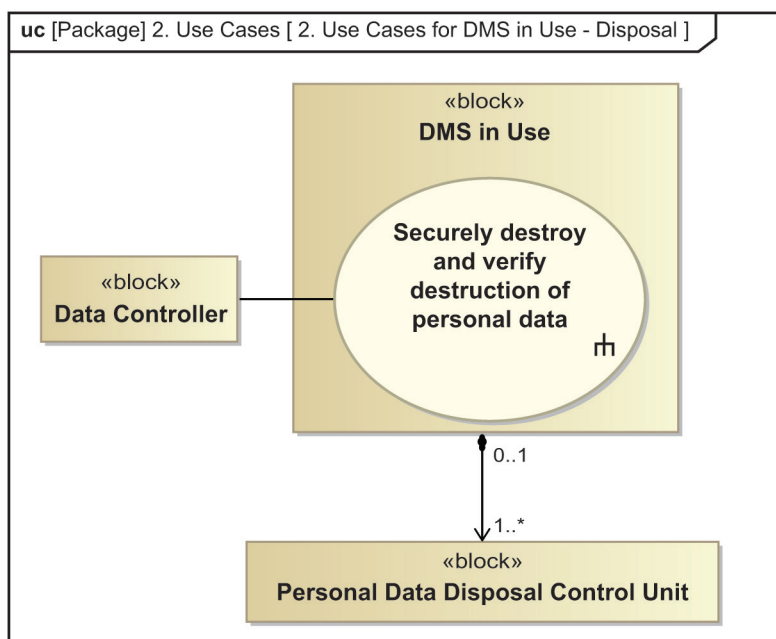 uc [Package] 2. Use Cases [ 2. Use Cases for DMS in Use - Disposal ]
«block»
DMS in Use
Securely destroy
and verify
destruction of
personal data
«block»
Data Controller
0..1
1..*
«block»
Personal Data Disposal Control Unit